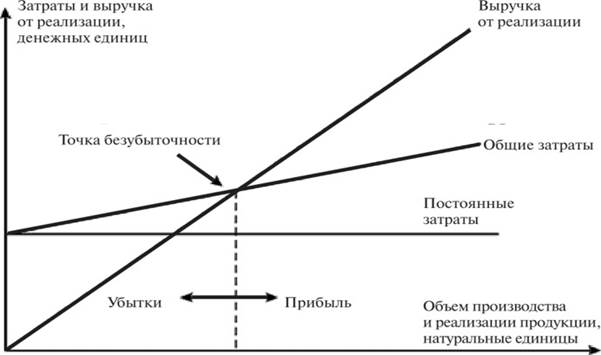 Затраты и выручка
от реализации,
денежных единиц
Выручка
от реализации
Точка безубыточности
Общие затраты
Постоянные
затраты
Убытки
Прибыль
Объем производства
и реализации продукции,
натуральные единицы